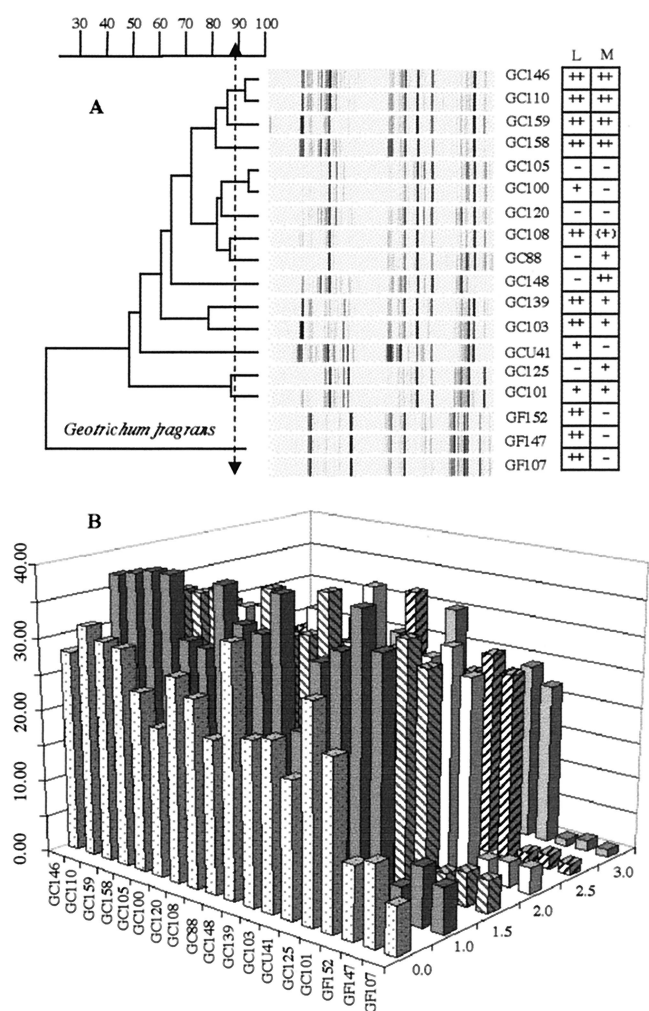 30 40 50 60 70 80 90 100
L M
A
GC146 ++ ++
GC110 ++ ++
GC159 ++ ++
GC158 ++ ++
GC105 - -
GC100 + -
GC120 - -
GC108 ++ (+)
GC88 - +
GC148 - ++
GC139 ++ +
GC103 ++ +
GCU41 + -
GC125 - +
GC101 + +
GF152 ++ -
Geotrichum fragrans
GF147 ++ -
GF107 ++ -
B
40.00
30.00
20.00
10.00
0.00
GC146
GC110
GC159
GC158
GC105
GC100
GC120
GC108
GC88
GC148
GC139
GC103
GCU41
GC125
GC101
GF152
GF147
GF107
0.0
1.0
1.5
2.0
2.5
3.0